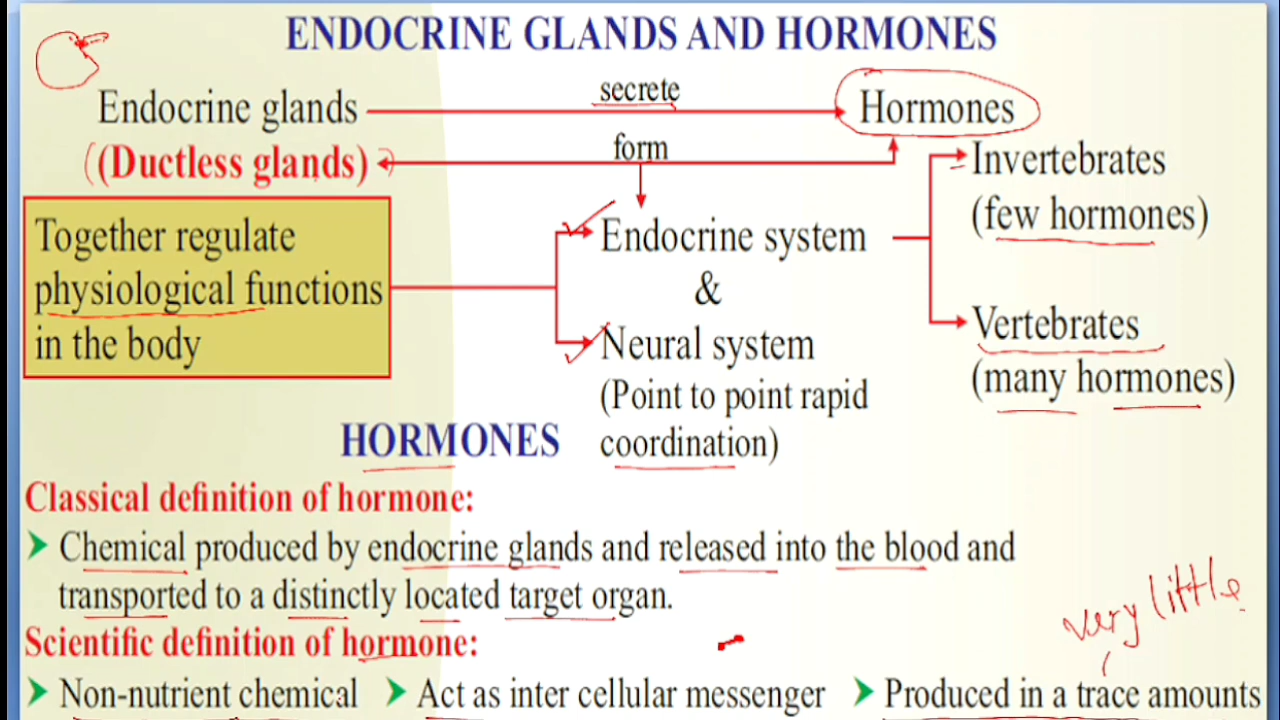 ENDOCRINE GLANDS AND HORMONES
Endocrine glands
secrete
Hormones
(Ductless glands)
form
Invertebrates
(few hormones)
Together regulate
physiological functions
in the body
Endocrine system
&
Neural system
(Point to point rapid
coordination)
Vertebrates
(many hormones)
HORMONES
Classical definition of hormone:
Chemical produced by endocrine glands and released into the blood and
transported to a distinctly located target organ.
very little
Scientific definition of hormone:
Non-nutrient chemical
Act as inter cellular messenger
Produced in a trace amounts